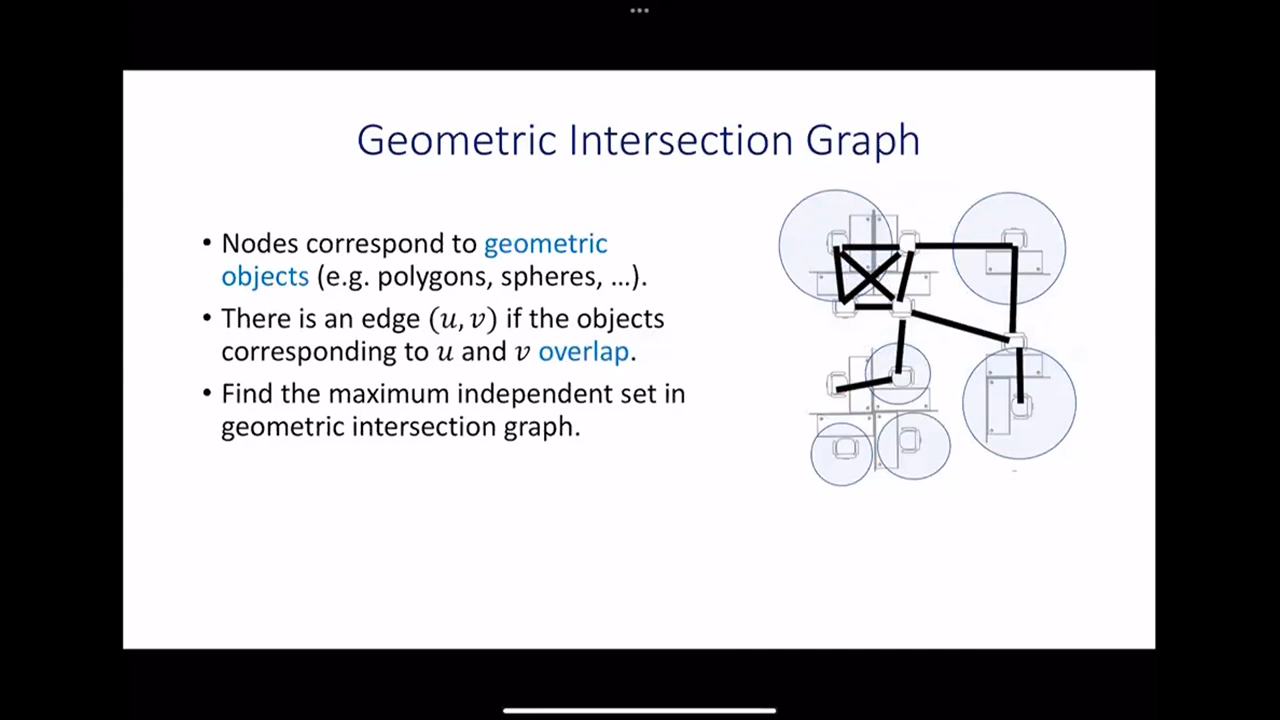 Geometric Intersection Graph
• Nodes correspond to geometric
objects (e.g. polygons, spheres, …).
• There is an edge (𝑢, 𝑣) if the objects
corresponding to 𝑢 and 𝑣 overlap.
• Find the maximum independent set in
geometric intersection graph.